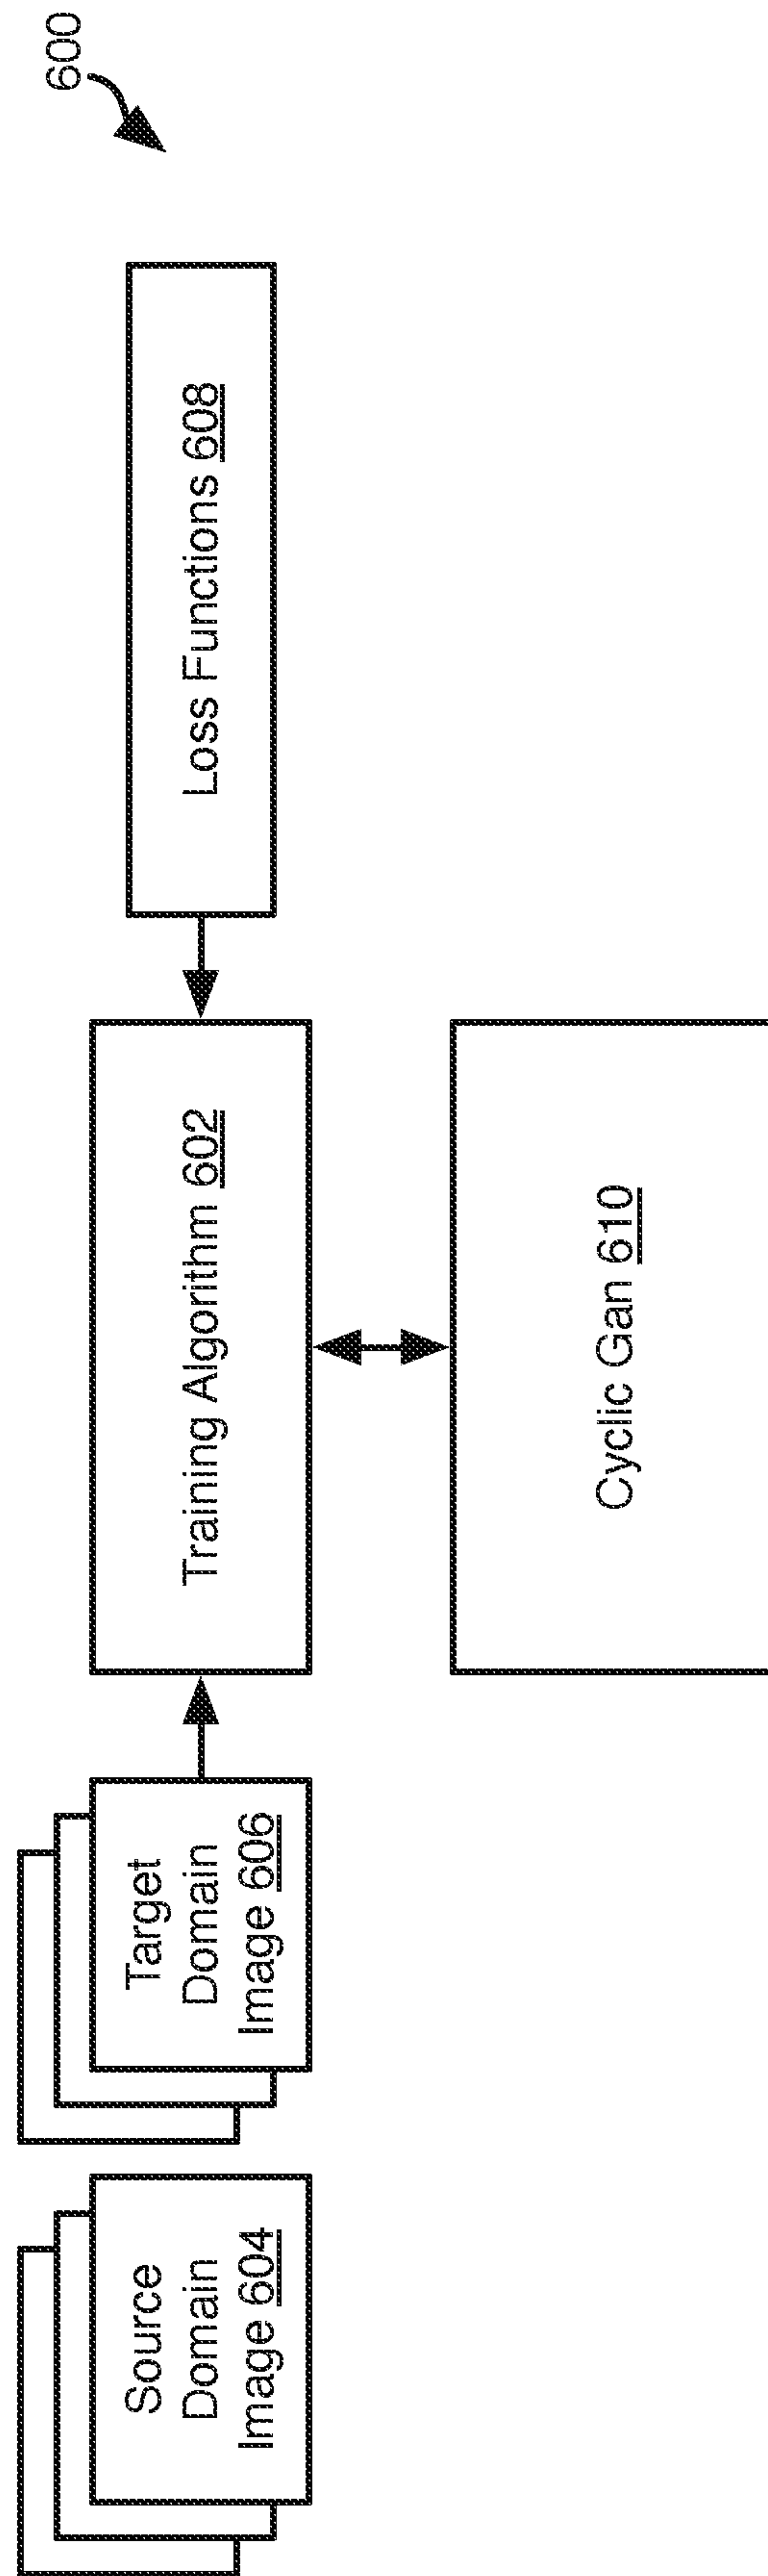 600
Source
Domain
Image 604
Target
Domain
Image 606
Training Algorithm 602
Loss Functions 608
Cyclic Gan 610